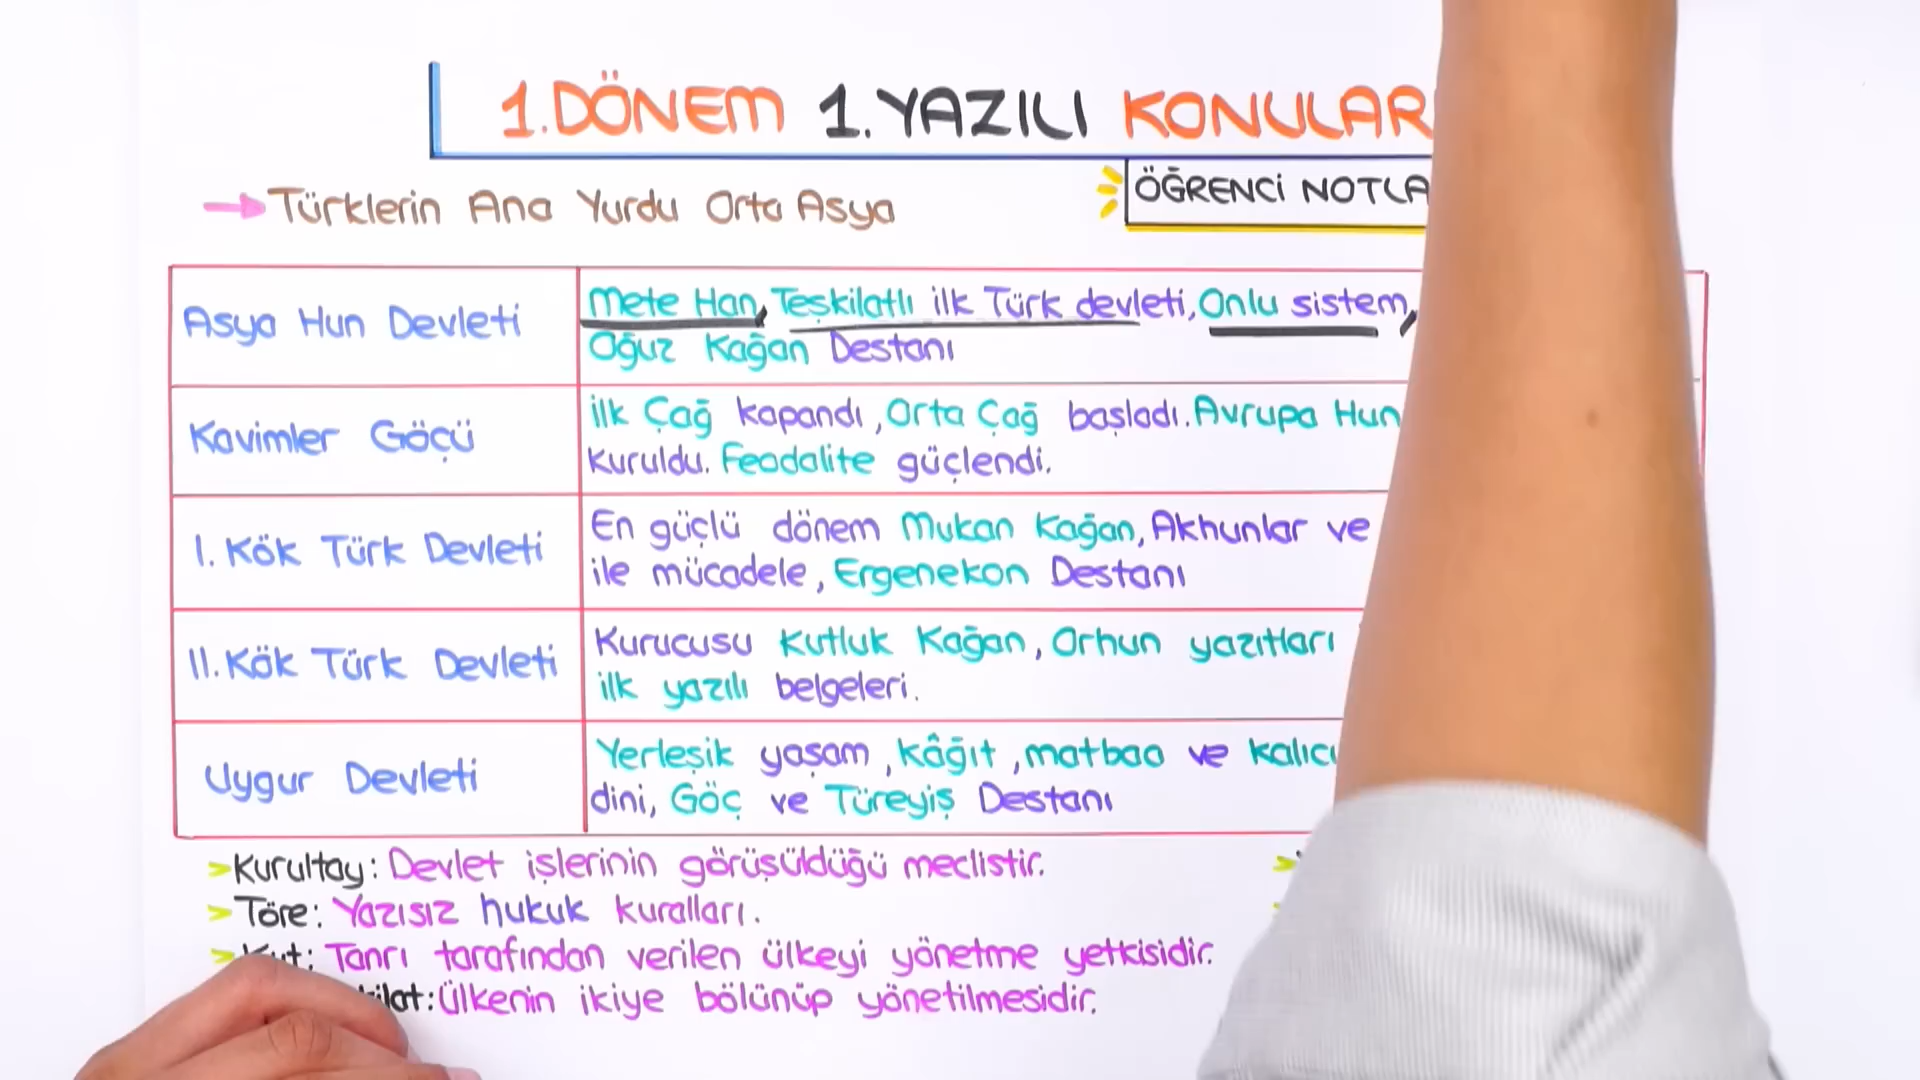 1.DÖNEM 1.YAZILI KONULAR
ÖĞRENCİ NOTLA
Türklerin Ana Yurdu Orta Asya
Asya Hun Devleti
Mete Han, Teşkilatlı ilk Türk devleti, Onlu sistem,
Oğuz Kağan Destanı
Kavimler Göçü
İlk Çağ kapandı, Orta Çağ başladı. Avrupa Hun
kuruldu. Feodalite güçlendi.
I. Kök Türk Devleti
En güçlü dönem Mukan Kağan, Akhunlar ve
ile mücadele, Ergenekon Destanı
II. Kök Türk Devleti
Kurucusu Kutluk Kağan, Orhun yazıtları
ilk yazılı belgeleri.
Uygur Devleti
Yerleşik yaşam, kâğıt, matbaa ve kalıcı
dini, Göç ve Türeyiş Destanı
>Kurultay: Devlet işlerinin görüşüldüğü meclistir.
>Töre: Yazısız hukuk kuralları.
>Kut: Tanrı tarafından verilen ülkeyi yönetme yetkisidir.
Ülkenin ikiye bölünüp yönetilmesidir.